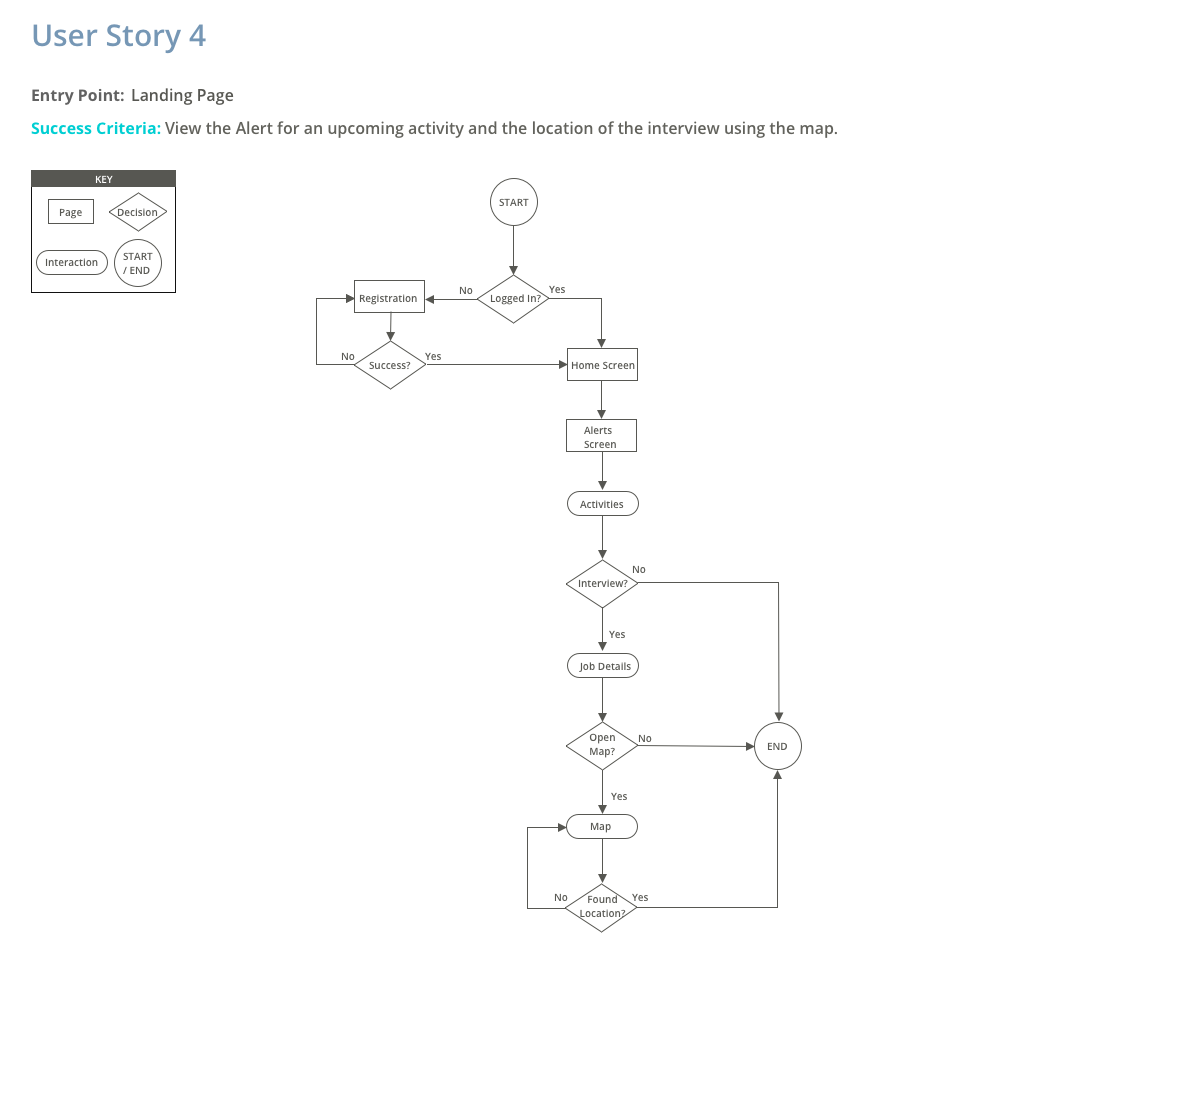 User Story 4
Entry Point: Landing Page
Success Criteria: View the Alert for an upcoming activity and the location of the interview using the map.
KEY
Page
Decision
Interaction
START
/ END
START
Logged In?
No
Yes
Registration
Success?
No
Yes
Home Screen
Alerts
Screen
Activities
Interview?
No
Yes
Job Details
Open
Map?
No
END
Yes
Map
Found
Location?
No
Yes